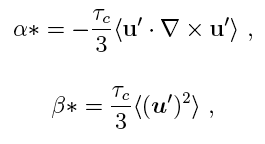 α* = −τ_c/3 ⟨u′ · ∇ × u′⟩ ,
β* = τ_c/3 ⟨(u′)²⟩ ,